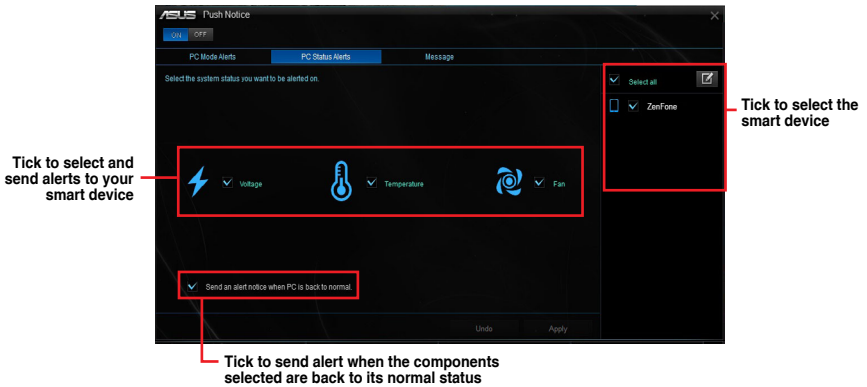 ASUS Push Notice
ON OFF
PC Mode Alerts PC Status Alerts Message
Select the system status you want to be alerted on.
Select all
ZenFone
Tick to select the
smart device
Tick to select and
send alerts to your
smart device
Voltage Temperature Fan
Send an alert notice when PC is back to normal.
Undo Apply
Tick to send alert when the components
selected are back to its normal status